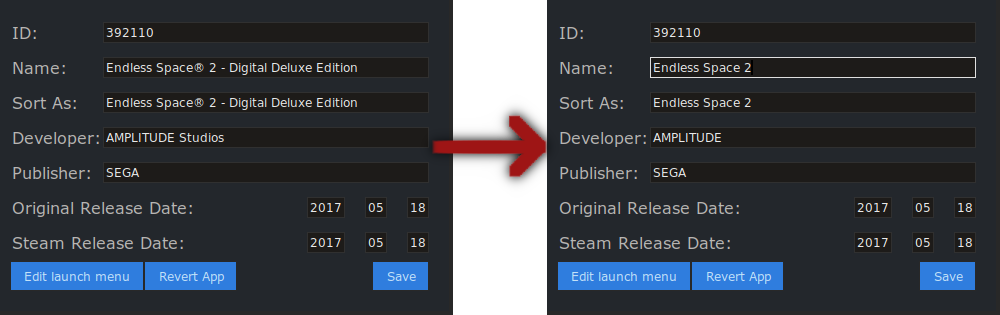 ID: 392110
Name: Endless Space® 2 - Digital Deluxe Edition
Sort As: Endless Space® 2 - Digital Deluxe Edition
Developer: AMPLITUDE Studios
Publisher: SEGA
Original Release Date: 2017 05 18
Steam Release Date: 2017 05 18
Edit launch menu Revert App Save
ID: 392110
Name: Endless Space 2
Sort As: Endless Space 2
Developer: AMPLITUDE
Publisher: SEGA
Original Release Date: 2017 05 18
Steam Release Date: 2017 05 18
Edit launch menu Revert App Save